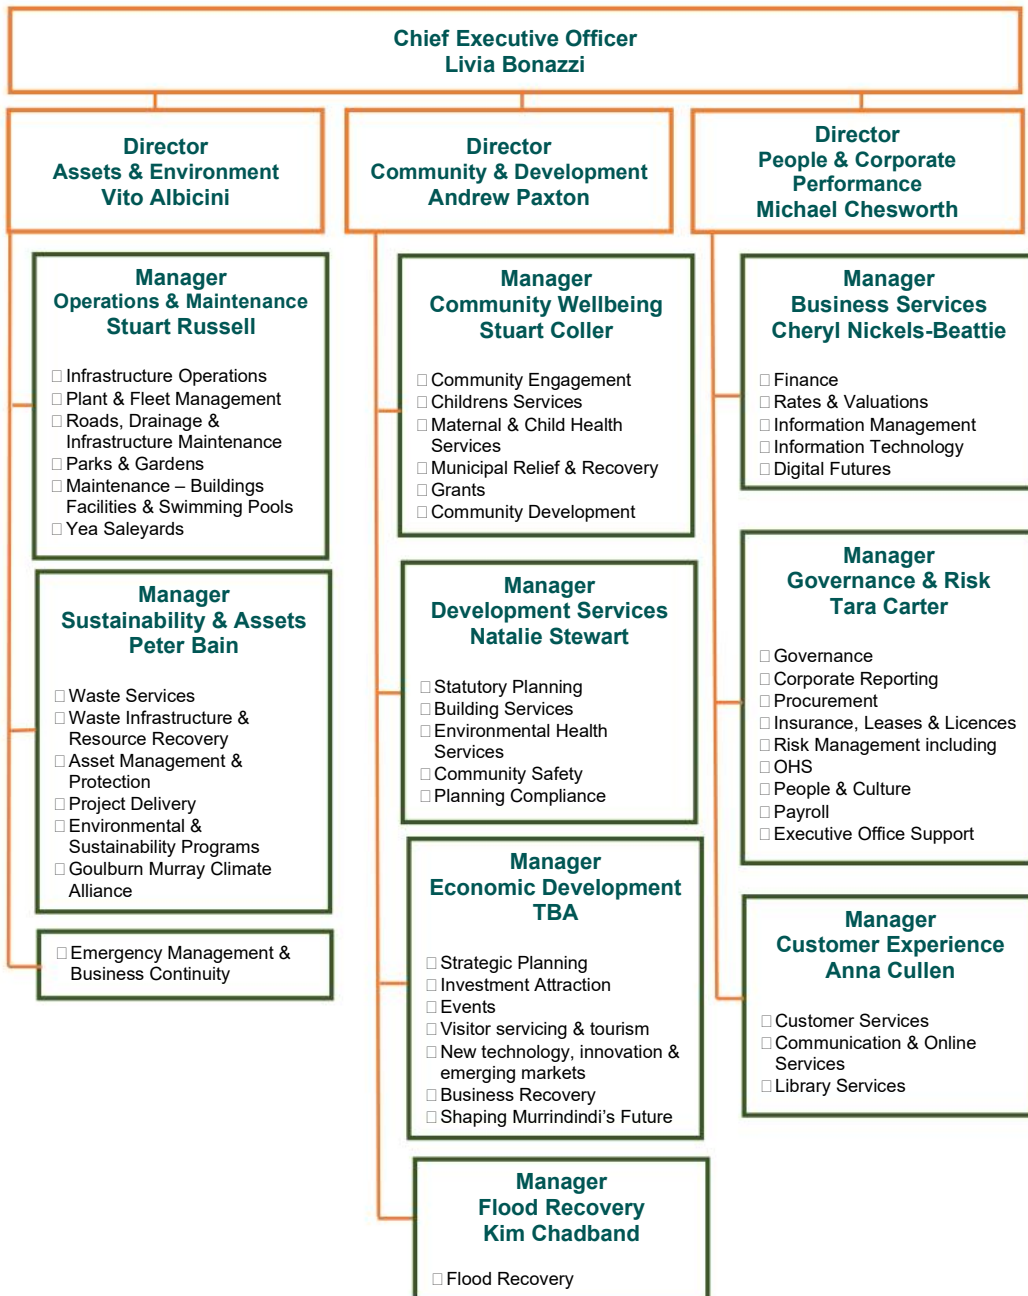 Chief Executive Officer
Livia Bonazzi
Director
Assets & Environment
Vito Albicini
Manager
Operations & Maintenance
Stuart Russell
Infrastructure Operations
Plant & Fleet Management
Roads, Drainage &
Infrastructure Maintenance
Parks & Gardens
Maintenance – Buildings
Facilities & Swimming Pools
Yea Saleyards
Manager
Sustainability & Assets
Peter Bain
Waste Services
Waste Infrastructure &
Resource Recovery
Asset Management &
Protection
Project Delivery
Environmental &
Sustainability Programs
Goulburn Murray Climate
Alliance
Emergency Management &
Business Continuity
Director
Community & Development
Andrew Paxton
Manager
Community Wellbeing
Stuart Coller
Community Engagement
Childrens Services
Maternal & Child Health
Services
Municipal Relief & Recovery
Grants
Community Development
Manager
Development Services
Natalie Stewart
Statutory Planning
Building Services
Environmental Health
Services
Community Safety
Planning Compliance
Manager
Economic Development
TBA
Strategic Planning
Investment Attraction
Events
Visitor servicing & tourism
New technology, innovation &
emerging markets
Business Recovery
Shaping Murrindindi’s Future
Manager
Flood Recovery
Kim Chadband
Flood Recovery
Director
People & Corporate
Performance
Michael Chesworth
Manager
Business Services
Cheryl Nickels-Beattie
Finance
Rates & Valuations
Information Management
Information Technology
Digital Futures
Manager
Governance & Risk
Tara Carter
Governance
Corporate Reporting
Procurement
Insurance, Leases & Licences
Risk Management including
OHS
People & Culture
Payroll
Executive Office Support
Manager
Customer Experience
Anna Cullen
Customer Services
Communication & Online
Services
Library Services